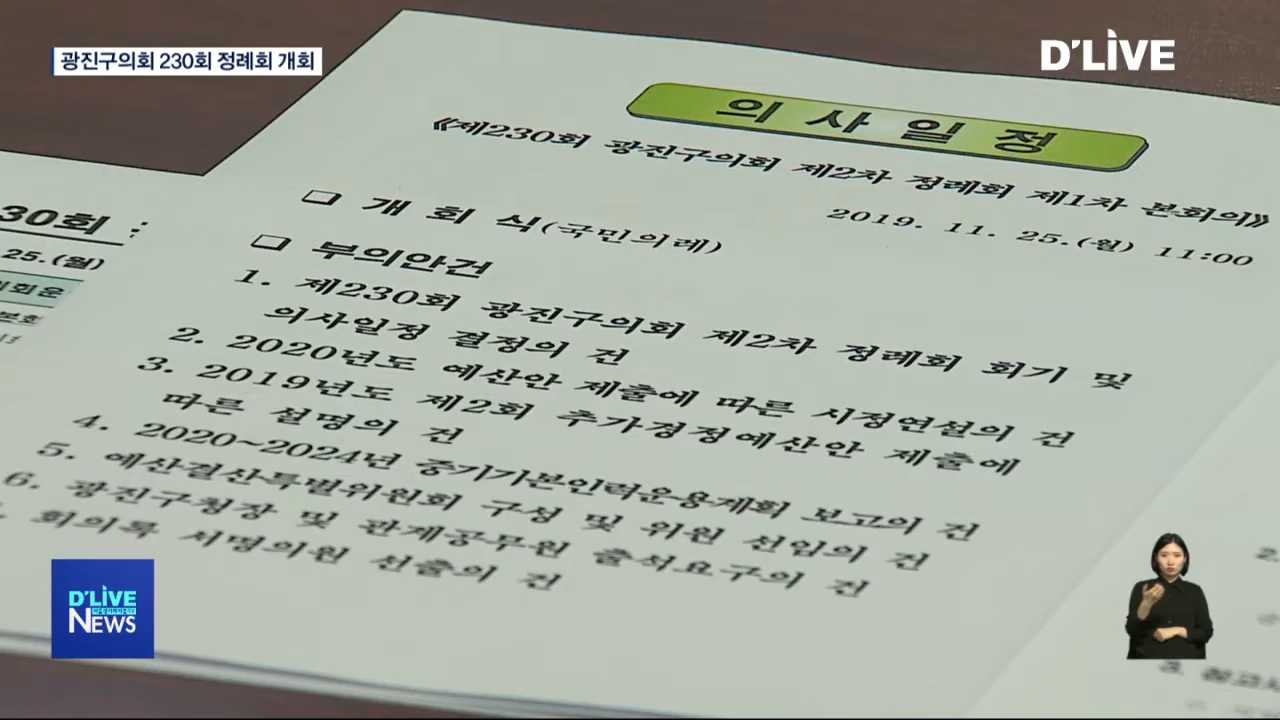 광진구의회 230회 정례회 개회
D'LIVE
의사일정
《제230회 광진구의회 제2차 정례회 제1차 본회의》
2019. 11. 25.(월) 11:00
❏ 개 회 식(국민의례)
❏ 부의안건
1. 제230회 광진구의회 제2차 정례회 회기 및
의사일정 결정의 건
2. 2020년도 예산안 제출에 따른 시정연설의 건
3. 2019년도 제2회 추가경정예산안 제출에
따른 설명의 건
4. 2020~2024년 중기기본인력운용계획 보고의 건
5. 예산결산특별위원회 구성 및 위원 선임의 건
6. 광진구청장 및 관계공무원 출석요구의 건
회의록 서명의원 선출의 건
30회 :
25.(월)
의회운
본회
D'LIVE
NEWS
2.
3. 참고사